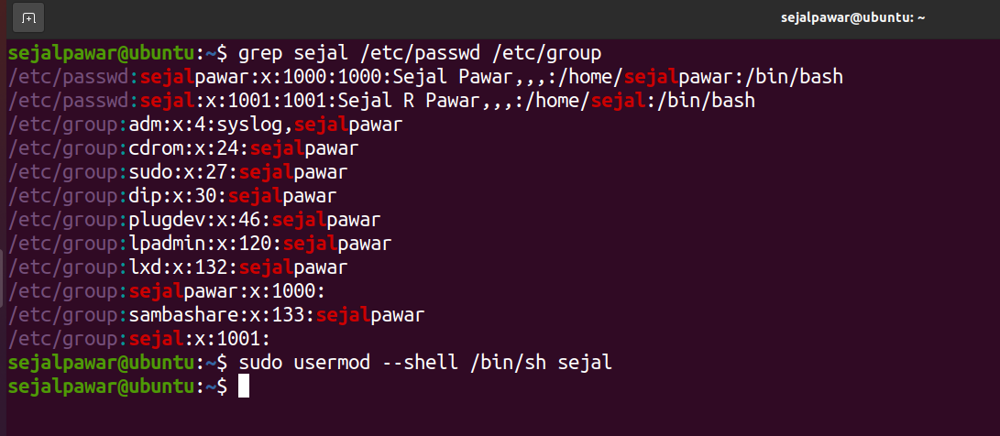 sejalpawar@ubuntu: ~
sejalpawar@ubuntu:~$ grep sejal /etc/passwd /etc/group
/etc/passwd:sejalpawar:x:1000:1000:Sejal Pawar,,,:/home/sejalpawar:/bin/bash
/etc/passwd:sejal:x:1001:1001:Sejal R Pawar,,,:/home/sejal:/bin/bash
/etc/group:adm:x:4:syslog,sejalpawar
/etc/group:cdrom:x:24:sejalpawar
/etc/group:sudo:x:27:sejalpawar
/etc/group:dip:x:30:sejalpawar
/etc/group:plugdev:x:46:sejalpawar
/etc/group:lpadmin:x:120:sejalpawar
/etc/group:lxd:x:132:sejalpawar
/etc/group:sejalpawar:x:1000:
/etc/group:sambashare:x:133:sejalpawar
/etc/group:sejal:x:1001:
sejalpawar@ubuntu:~$ sudo usermod --shell /bin/sh sejal
sejalpawar@ubuntu:~$